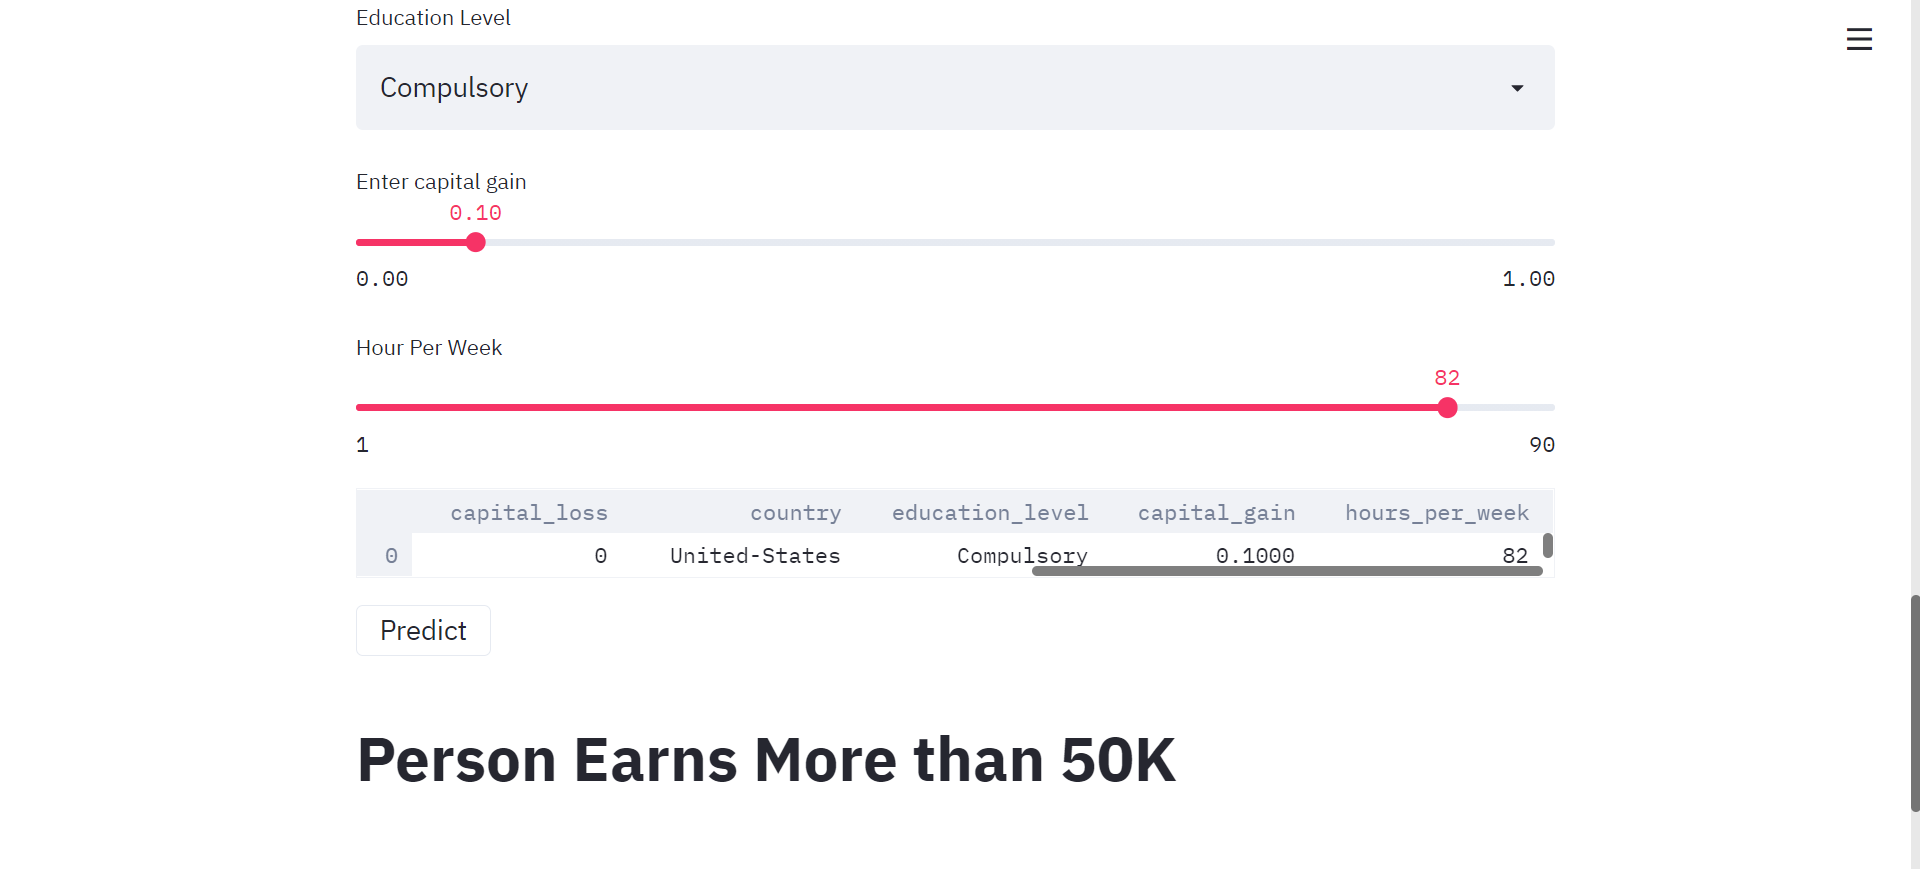 Education Level
Compulsory
Enter capital gain
0.10
0.00 1.00
Hour Per Week
82
1 90
capital_loss country education_level capital_gain hours_per_week
0 0 United-States Compulsory 0.1000 82
Predict
Person Earns More than 50K